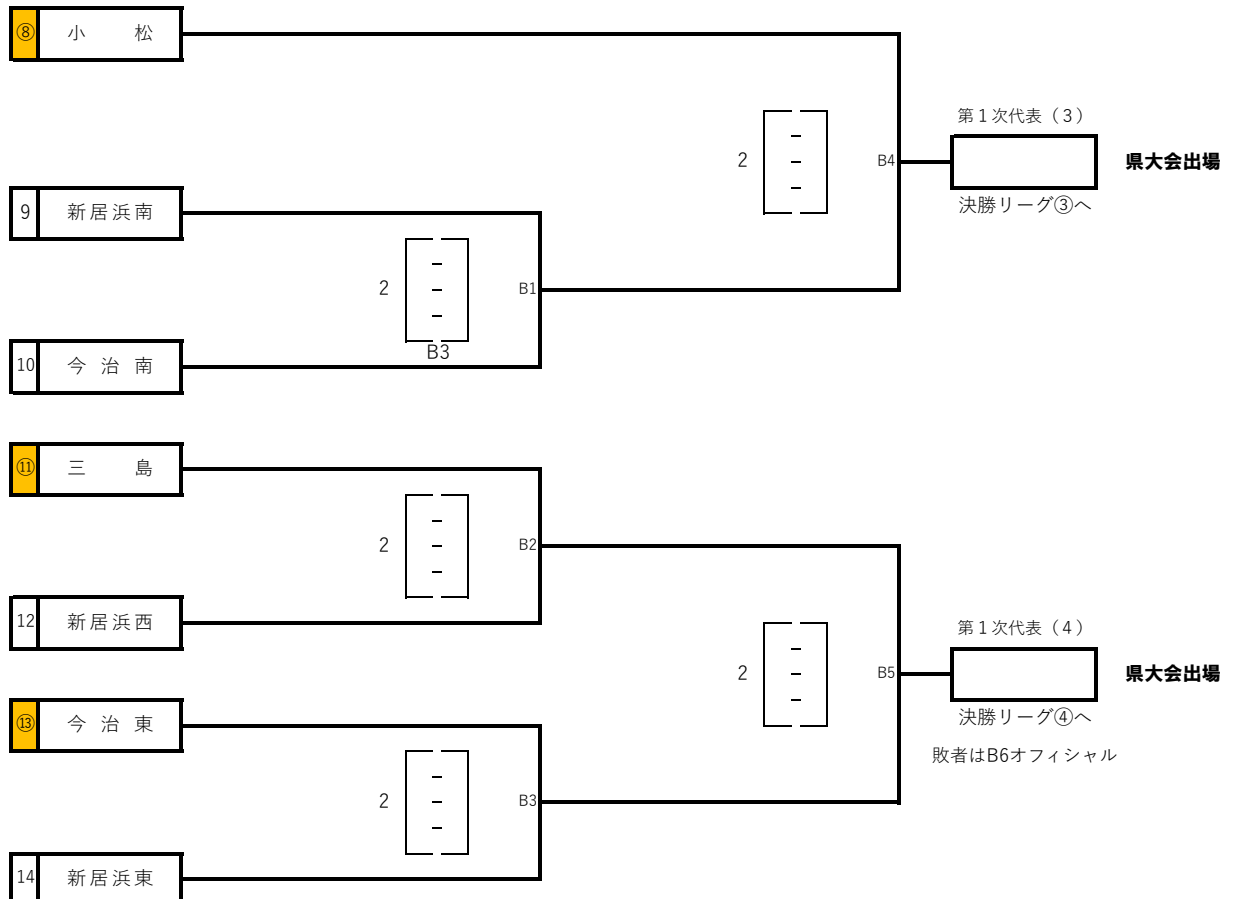 ⑧ 小 松
第１次代表（3）
2 B4 県大会出場
9 新居浜南
決勝リーグ③へ
2 B1
B3
10 今 治 南
⑪ 三 島
2 B2
12 新居浜西
第１次代表（4）
2 B5 県大会出場
⑬ 今 治 東
決勝リーグ④へ
敗者はB6オフィシャル
2 B3
14 新居浜東